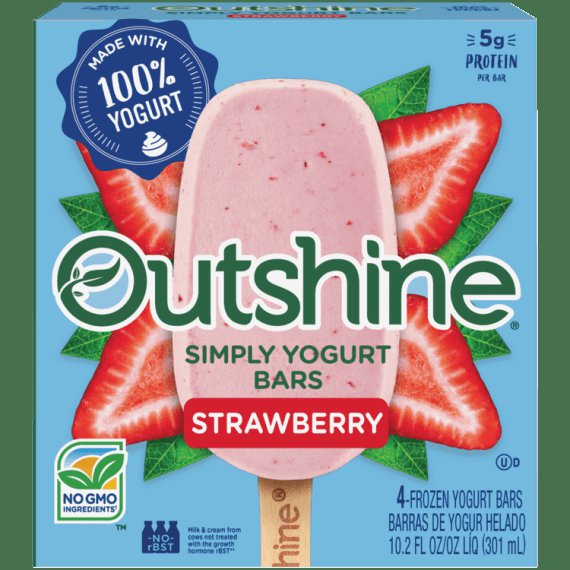 MADE WITH
100%
YOGURT
5g
PROTEIN
PER BAR
Outshine®
SIMPLY YOGURT
BARS
STRAWBERRY
NO GMO
INGREDIENTS†
™
-NO-
rBST
Milk & cream from
cows not treated
with the growth
hormone rBST**
hine®
U D
4-FROZEN YOGURT BARS
BARRAS DE YOGUR HELADO
10.2 FL OZ/OZ LÍQ (301 mL)